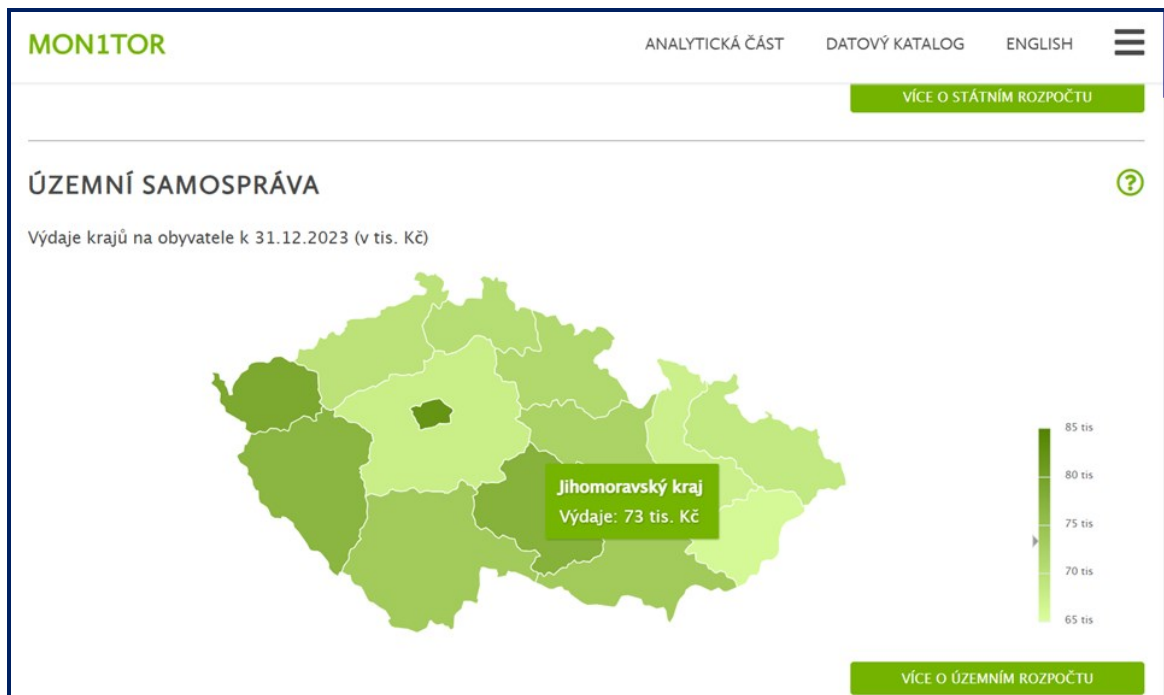 MON1TOR
ANALYTICKÁ ČÁST
DATOVÝ KATALOG
ENGLISH
VÍCE O STÁTNÍM ROZPOČTU
ÚZEMNÍ SAMOSPRÁVA
?
Výdaje krajů na obyvatele k 31.12.2023 (v tis. Kč)
Jihomoravský kraj
Výdaje: 73 tis. Kč
85 tis
80 tis
75 tis
70 tis
65 tis
VÍCE O ÚZEMNÍM ROZPOČTU